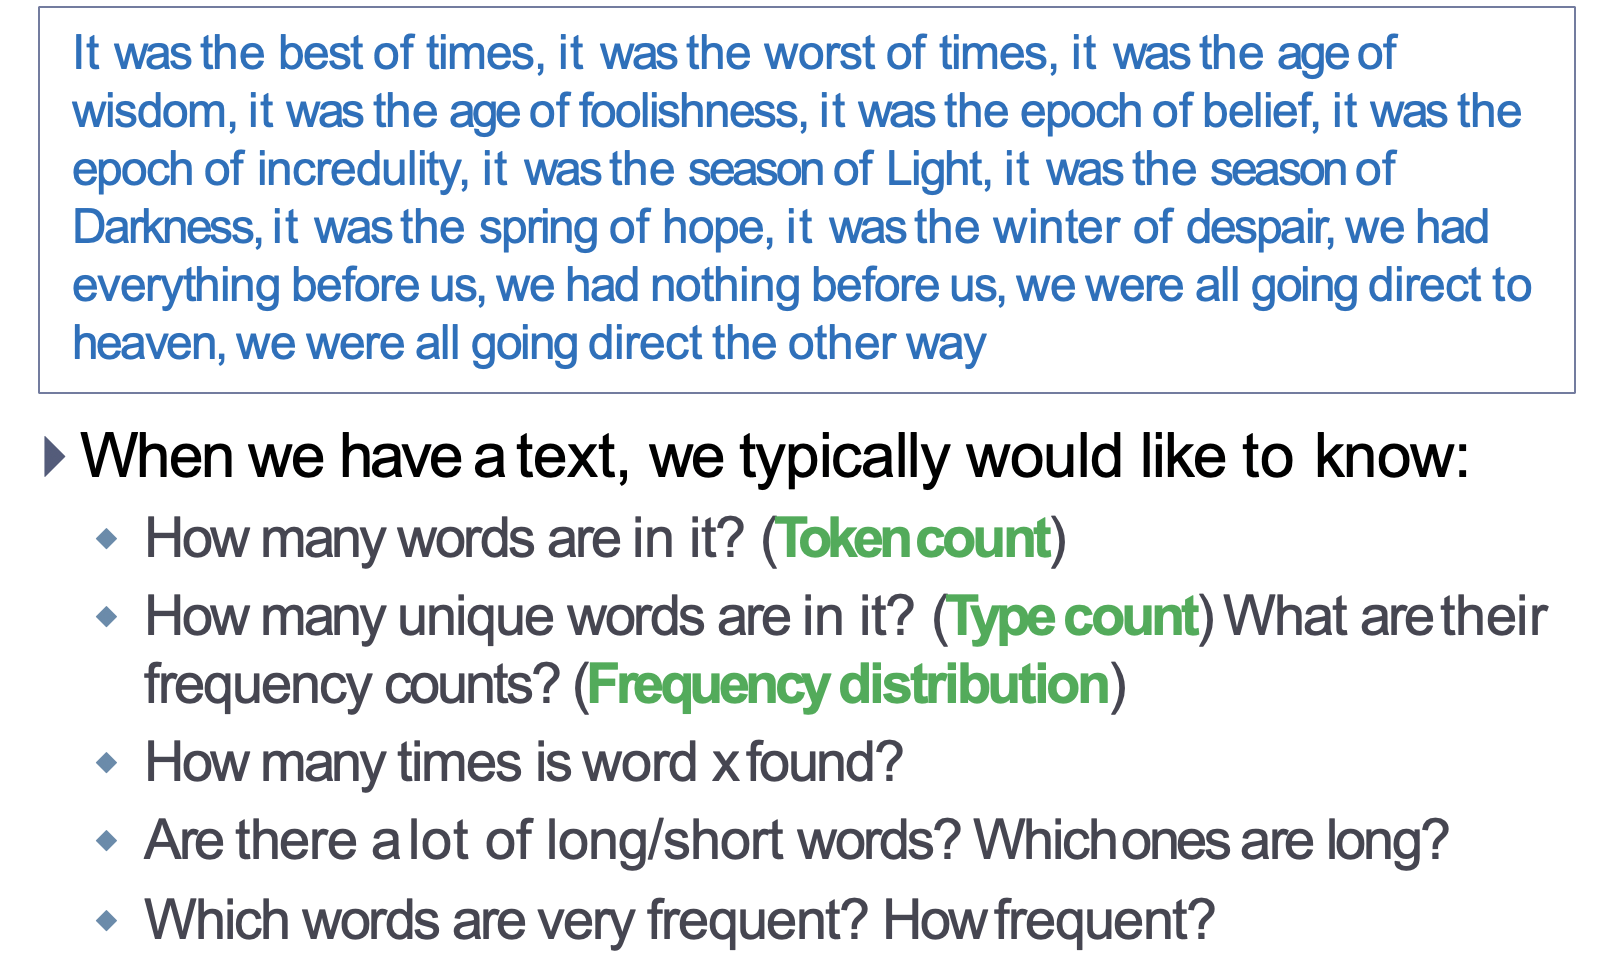 It was the best of times, it was the worst of times, it was the age of
wisdom, it was the age of foolishness, it was the epoch of belief, it was the
epoch of incredulity, it was the season of Light, it was the season of
Darkness, it was the spring of hope, it was the winter of despair, we had
everything before us, we had nothing before us, we were all going direct to
heaven, we were all going direct the other way
When we have a text, we typically would like to know:
How many words are in it? (Token count)
How many unique words are in it? (Type count) What are their
frequency counts? (Frequency distribution)
How many times is word x found?
Are there a lot of long/short words? Which ones are long?
Which words are very frequent? How frequent?